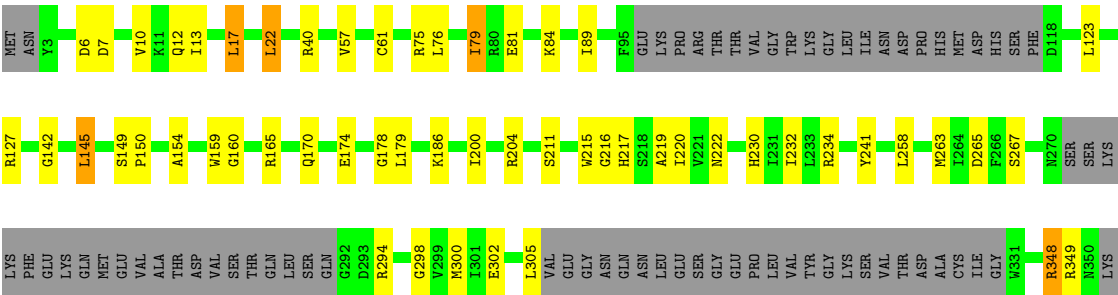 MET ASN Y3 D6 D7 V10 K11 Q12 I13 L17 L22 R40 V57 C61 R75 L76 I79 R80 E81 K84 I89 F95 GLU LYS PRO ARG THR THR VAL GLY TRP LYS GLY LEU ILE ASN ASP PRO HIS MET ASP HIS SER PHE D118 L123
R127 G142 L145 S149 P150 A154 W159 G160 R165 Q170 E174 G178 L179 K186 I200 R204 S211 W215 G216 H217 S218 A219 I220 V221 N222 H230 I231 I232 L233 R234 Y241 L258 M263 I264 D265 F266 S267 N270 SER SER LYS
LYS PHE GLU LYS GLN MET GLU VAL ALA THR ASP VAL SER THR GLN LEU SER GLN G292 D293 R294 G298 V299 M300 I301 E302 L305 VAL GLU GLY ASN GLN ASN LEU GLU SER GLY GLU PRO LEU VAL TYR GLY LYS SER VAL THR ASP ALA CYS ILE GLY W331 R348 R349 N350 LYS